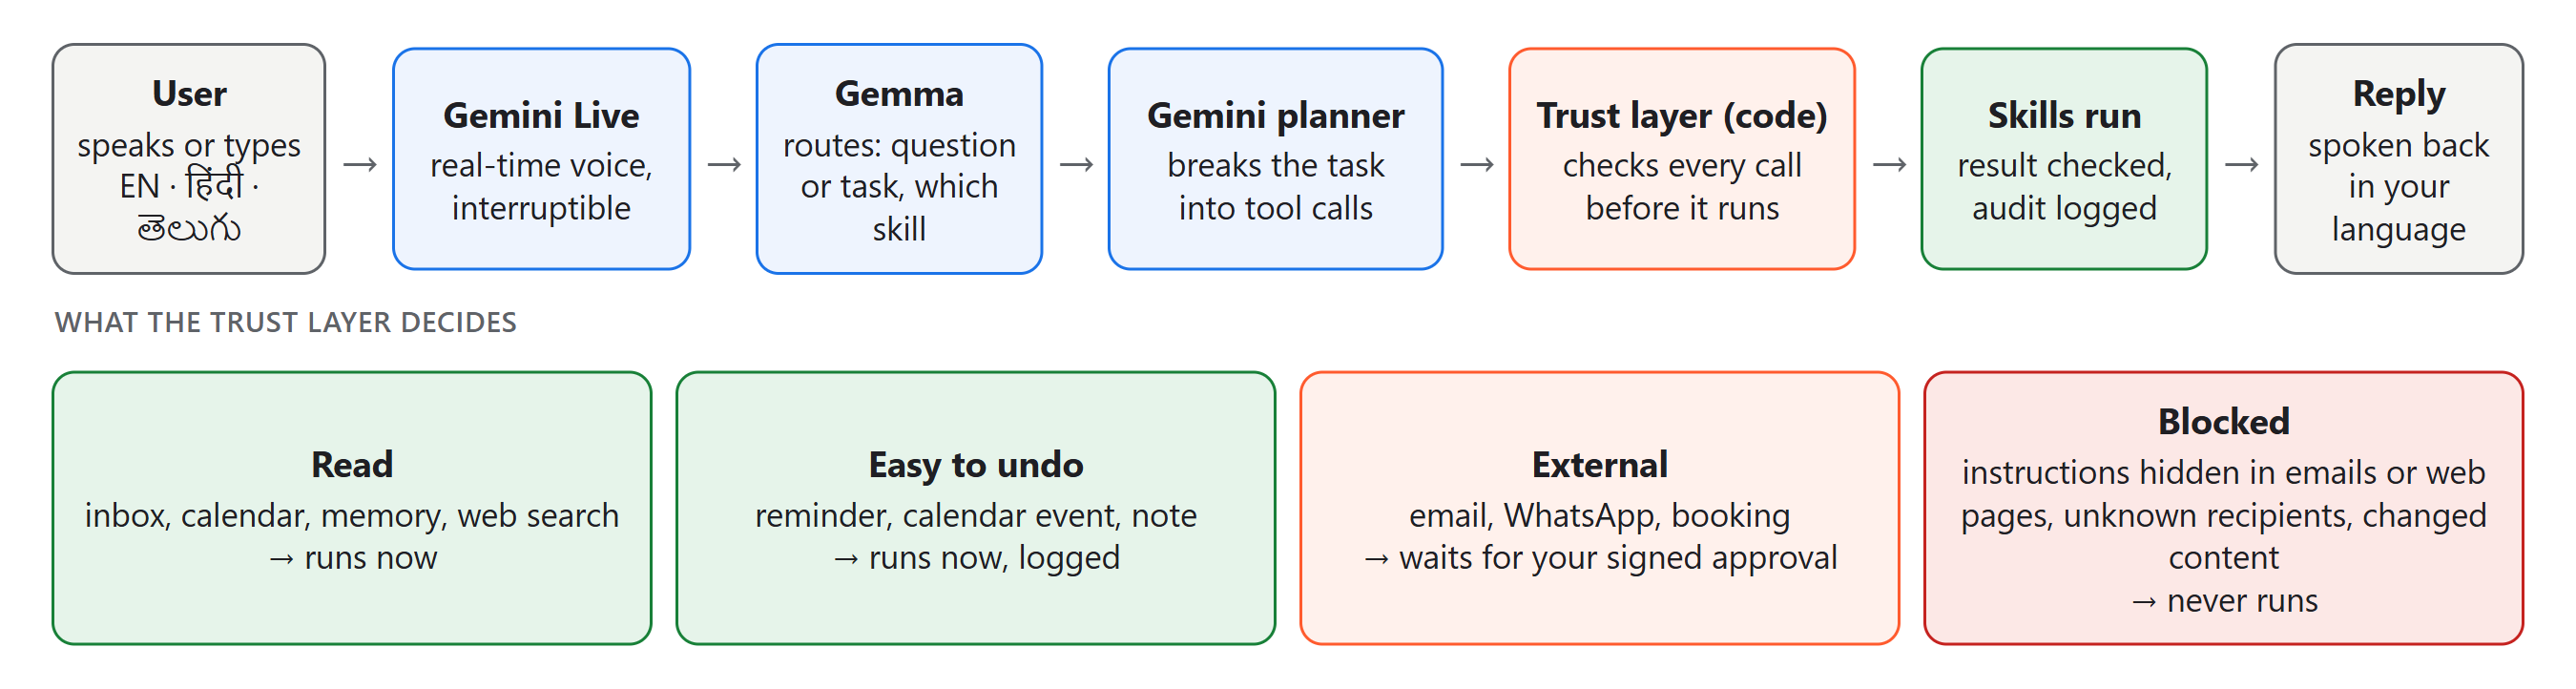 User
speaks or types
EN · हिंदी ·
తెలుగు
→
Gemini Live
real-time voice,
interruptible
→
Gemma
routes: question
or task, which
skill
→
Gemini planner
breaks the task
into tool calls
→
Trust layer (code)
checks every call
before it runs
→
Skills run
result checked,
audit logged
→
Reply
spoken back
in your
language
WHAT THE TRUST LAYER DECIDES
Read
inbox, calendar, memory, web search
→ runs now
Easy to undo
reminder, calendar event, note
→ runs now, logged
External
email, WhatsApp, booking
→ waits for your signed approval
Blocked
instructions hidden in emails or web
pages, unknown recipients, changed
content
→ never runs